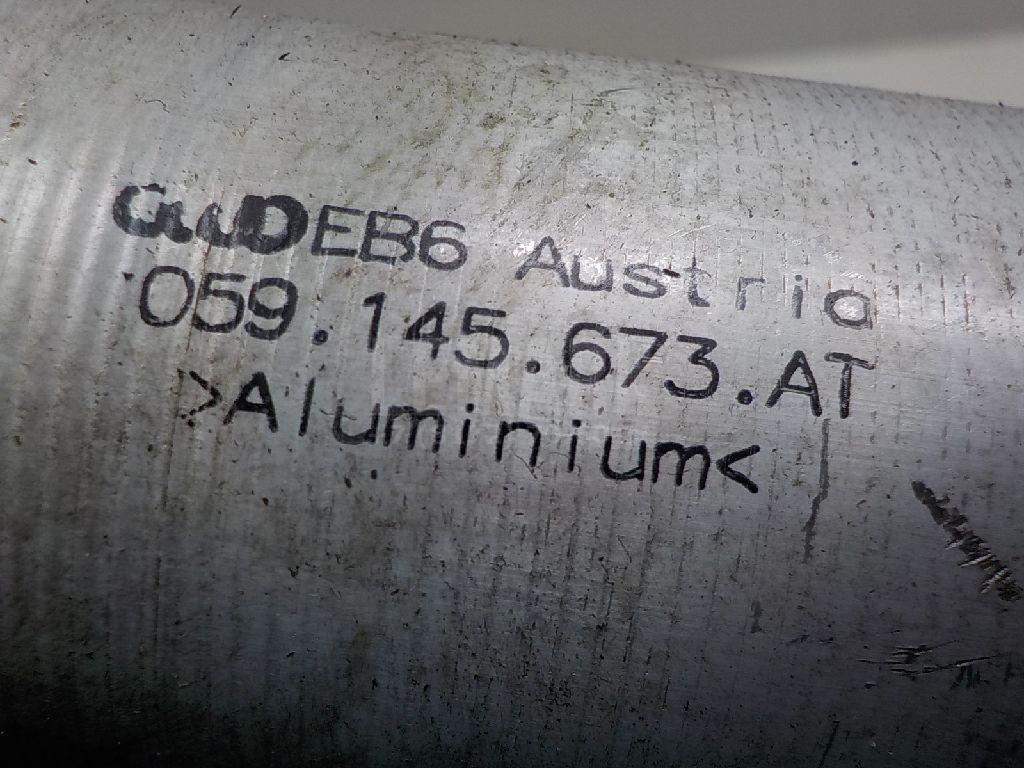 EB6 Austria
059.145.673.AT
>Aluminium<